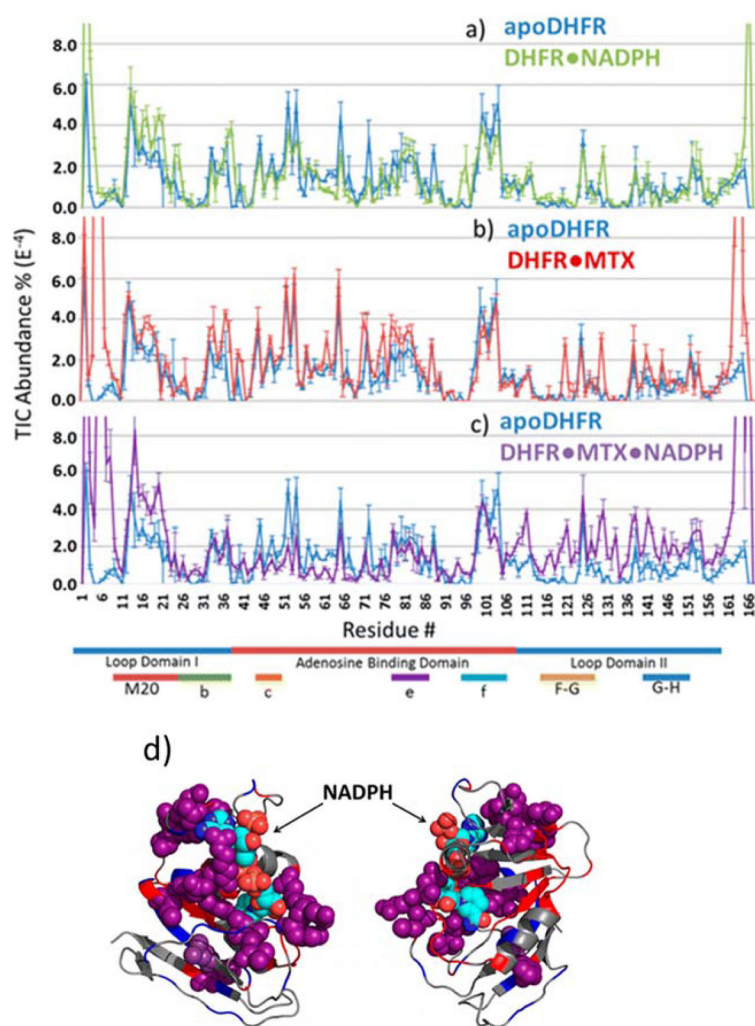 a)
apoDHFR
DHFR●NADPH
8.0
6.0
4.0
2.0
0.0
b)
apoDHFR
DHFR●MTX
8.0
6.0
4.0
2.0
0.0
c)
apoDHFR
DHFR●MTX●NADPH
8.0
6.0
4.0
2.0
0.0
TIC Abundance % (E⁻⁴)
1 6 11 16 21 26 31 36 41 46 51 56 61 66 71 76 81 86 91 96 101 106 111 116 121 126 131 136 141 146 151 156 161 166
Residue #
Loop Domain I Adenosine Binding Domain Loop Domain II
M20 b c e f F-G G-H
d)
NADPH